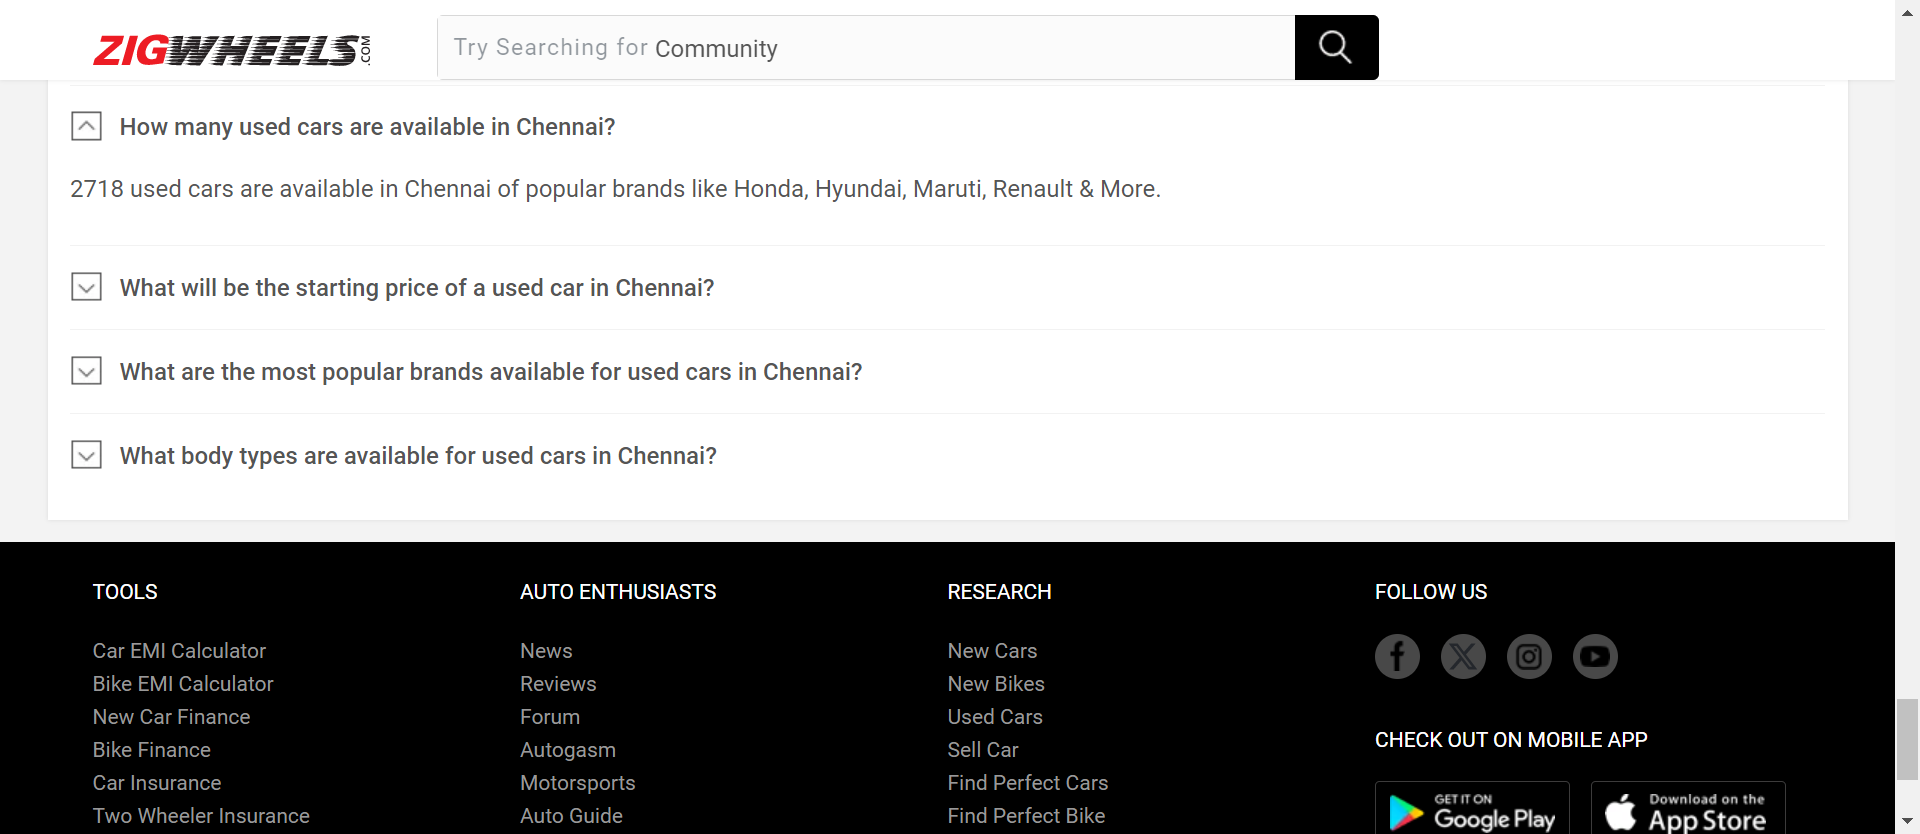 ZIGWHEELS.COM
Try Searching for Community
How many used cars are available in Chennai?
2718 used cars are available in Chennai of popular brands like Honda, Hyundai, Maruti, Renault & More.
What will be the starting price of a used car in Chennai?
What are the most popular brands available for used cars in Chennai?
What body types are available for used cars in Chennai?
TOOLS
Car EMI Calculator
Bike EMI Calculator
New Car Finance
Bike Finance
Car Insurance
Two Wheeler Insurance
AUTO ENTHUSIASTS
News
Reviews
Forum
Autogasm
Motorsports
Auto Guide
RESEARCH
New Cars
New Bikes
Used Cars
Sell Car
Find Perfect Cars
Find Perfect Bike
FOLLOW US
CHECK OUT ON MOBILE APP
GET IT ON
Google Play
Download on the
App Store